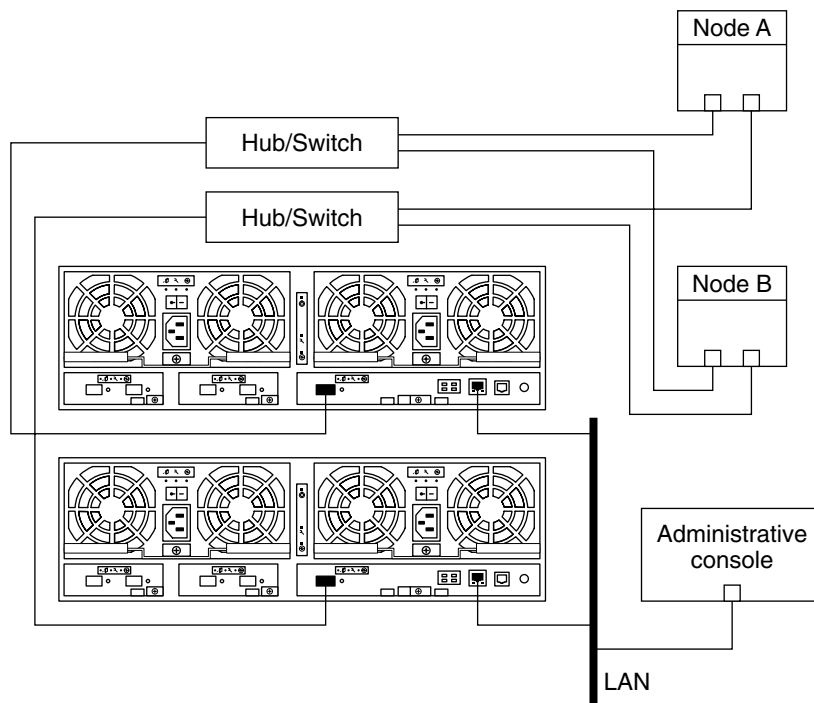 Node A
Hub/Switch
Hub/Switch
Node B
Administrative
console
LAN